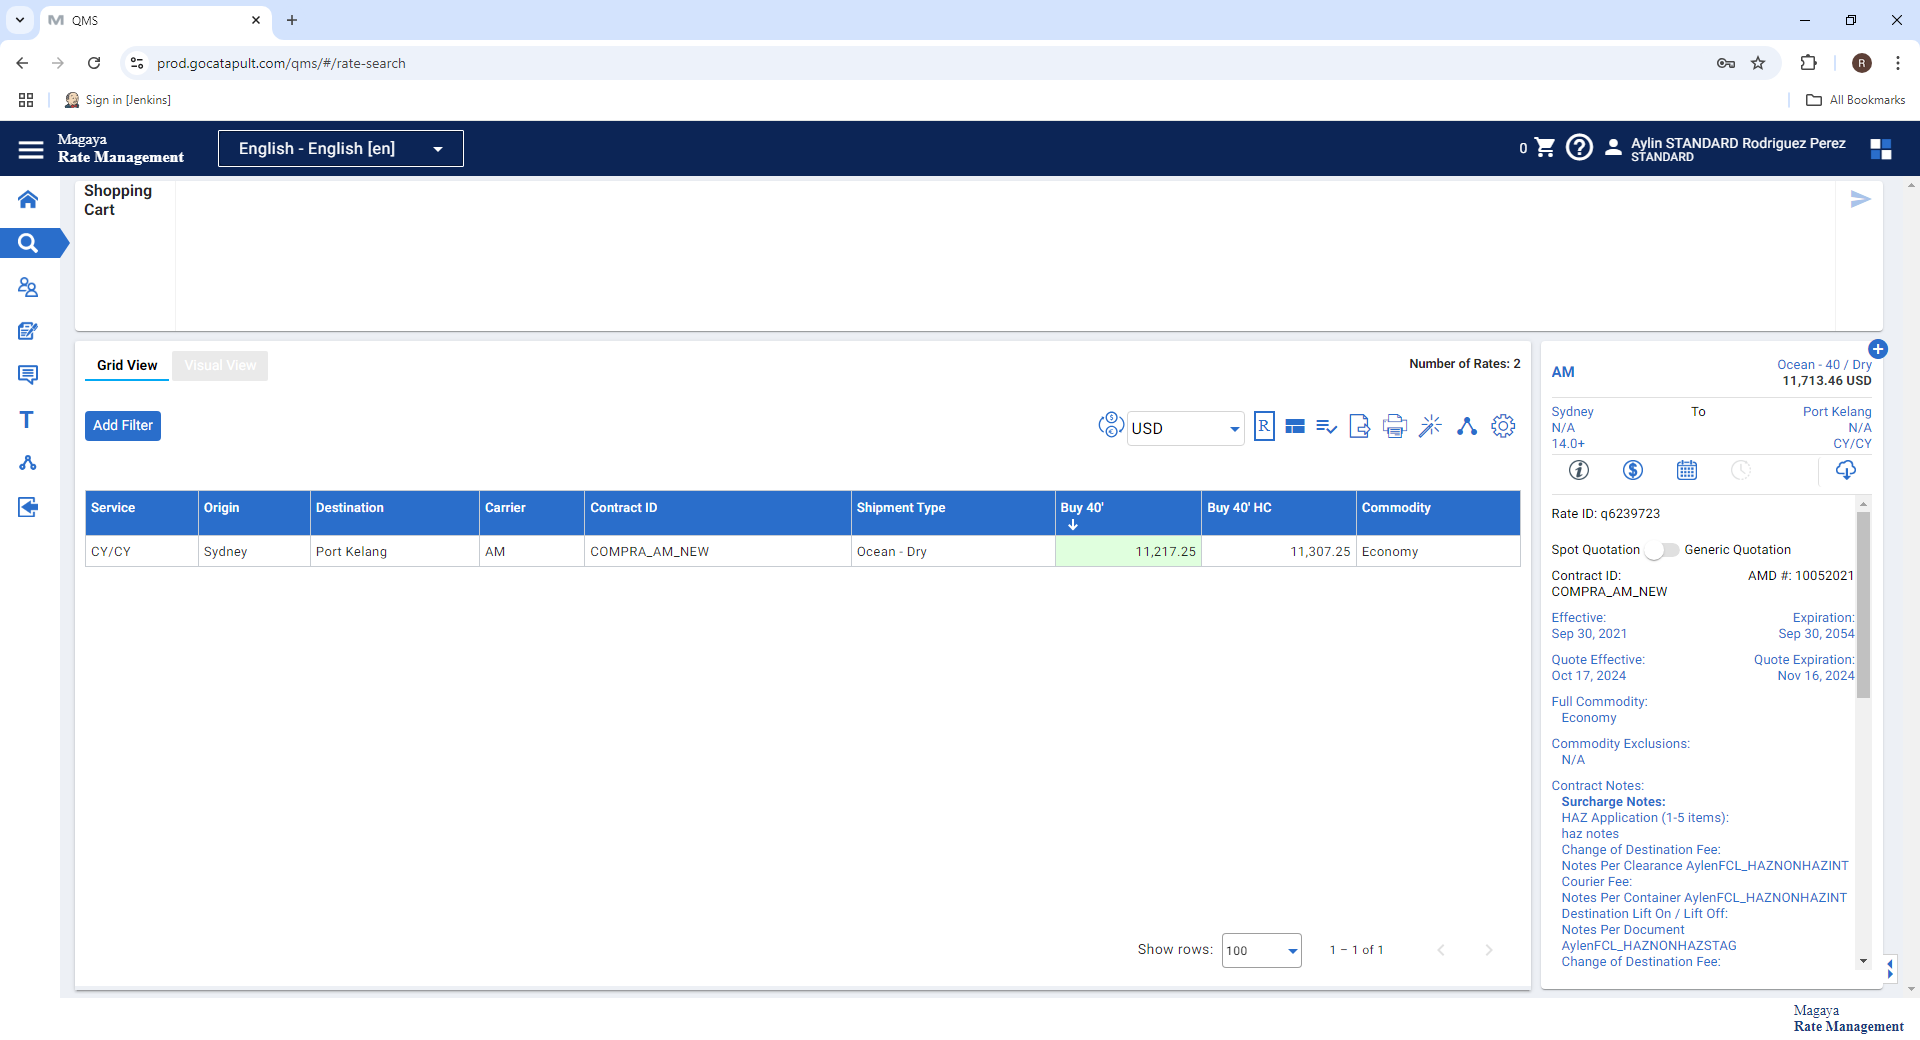 QMS
prod.gocatapult.com/qms/#/rate-search
R
Sign in [Jenkins]
All Bookmarks
Magaya
Rate Management
English - English [en]
0
Aylin STANDARD Rodriguez Perez
STANDARD
Shopping
Cart
Grid View
Visual View
Number of Rates: 2
Add Filter
USD
R
Service
Origin
Destination
Carrier
Contract ID
Shipment Type
Buy 40'
Buy 40' HC
Commodity
CY/CY
Sydney
Port Kelang
AM
COMPRA_AM_NEW
Ocean - Dry
11,217.25
11,307.25
Economy
Show rows:
100
1 – 1 of 1
AM
Ocean - 40 / Dry
11,713.46 USD
Sydney
To
Port Kelang
N/A
N/A
14.0+
CY/CY
Rate ID: q6239723
Spot Quotation
Generic Quotation
Contract ID:
AMD #: 10052021
COMPRA_AM_NEW
Effective:
Expiration:
Sep 30, 2021
Sep 30, 2054
Quote Effective:
Quote Expiration:
Oct 17, 2024
Nov 16, 2024
Full Commodity:
Economy
Commodity Exclusions:
N/A
Contract Notes:
Surcharge Notes:
HAZ Application (1-5 items):
haz notes
Change of Destination Fee:
Notes Per Clearance AylenFCL_HAZNONHAZINT
Courier Fee:
Notes Per Container AylenFCL_HAZNONHAZINT
Destination Lift On / Lift Off:
Notes Per Document
AylenFCL_HAZNONHAZSTAG
Change of Destination Fee:
Magaya
Rate Management